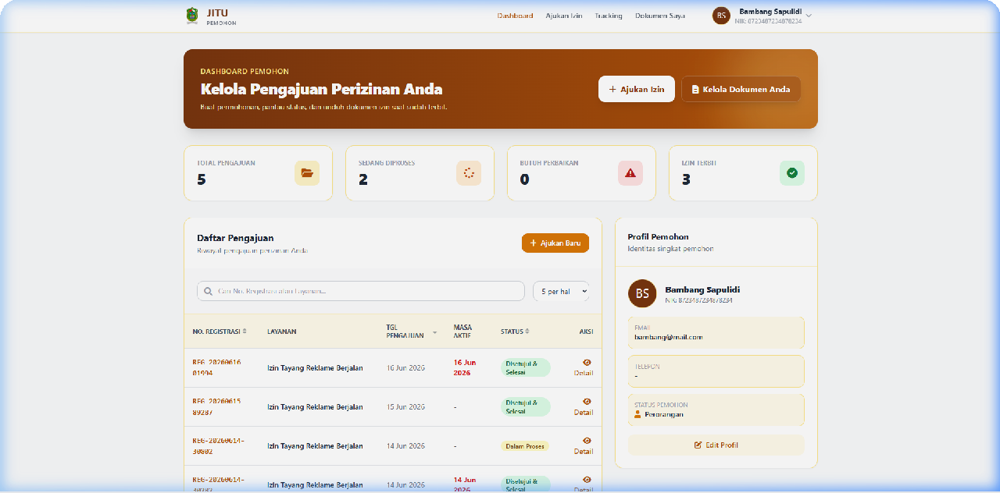 JITU
PEMOHON
Dashboard
Ajukan Izin
Tracking
Dokumen Saya
BS
Bambang Sapulidi
NIK: 8723487234878234
DASHBOARD PEMOHON
Kelola Pengajuan Perizinan Anda
Buat permohonan, pantau status, dan unduh dokumen izin saat sudah terbit.
+ Ajukan Izin
Kelola Dokumen Anda
TOTAL PENGAJUAN
5
SEDANG DIPROSES
2
BUTUH PERBAIKAN
0
IZIN TERBIT
3
Daftar Pengajuan
Riwayat pengajuan perizinan Anda
+ Ajukan Baru
Cari No. Registrasi atau Layanan...
5 per hal
NO. REGISTRASI
LAYANAN
TGL
PENGAJUAN
MASA
AKTIF
STATUS
AKSI
REG-20260616-
01994
Izin Tayang Reklame Berjalan
16 Jun 2026
16 Jun
2026
Disetujui &
Selesai
Detail
REG-20260615-
89287
Izin Tayang Reklame Berjalan
15 Jun 2026
-
Disetujui &
Selesai
Detail
REG-20260614-
30802
Izin Tayang Reklame Berjalan
14 Jun 2026
-
Dalam Proses
Detail
REG-20260614-
30282
Izin Tayang Reklame Berjalan
14 Jun 2026
14 Jun
2026
Disetujui &
Selesai
Detail
Profil Pemohon
Identitas singkat pemohon
BS
Bambang Sapulidi
NIK: 8723487234878234
EMAIL
bambang@mail.com
TELEPON
-
STATUS PEMOHON
Perorangan
Edit Profil